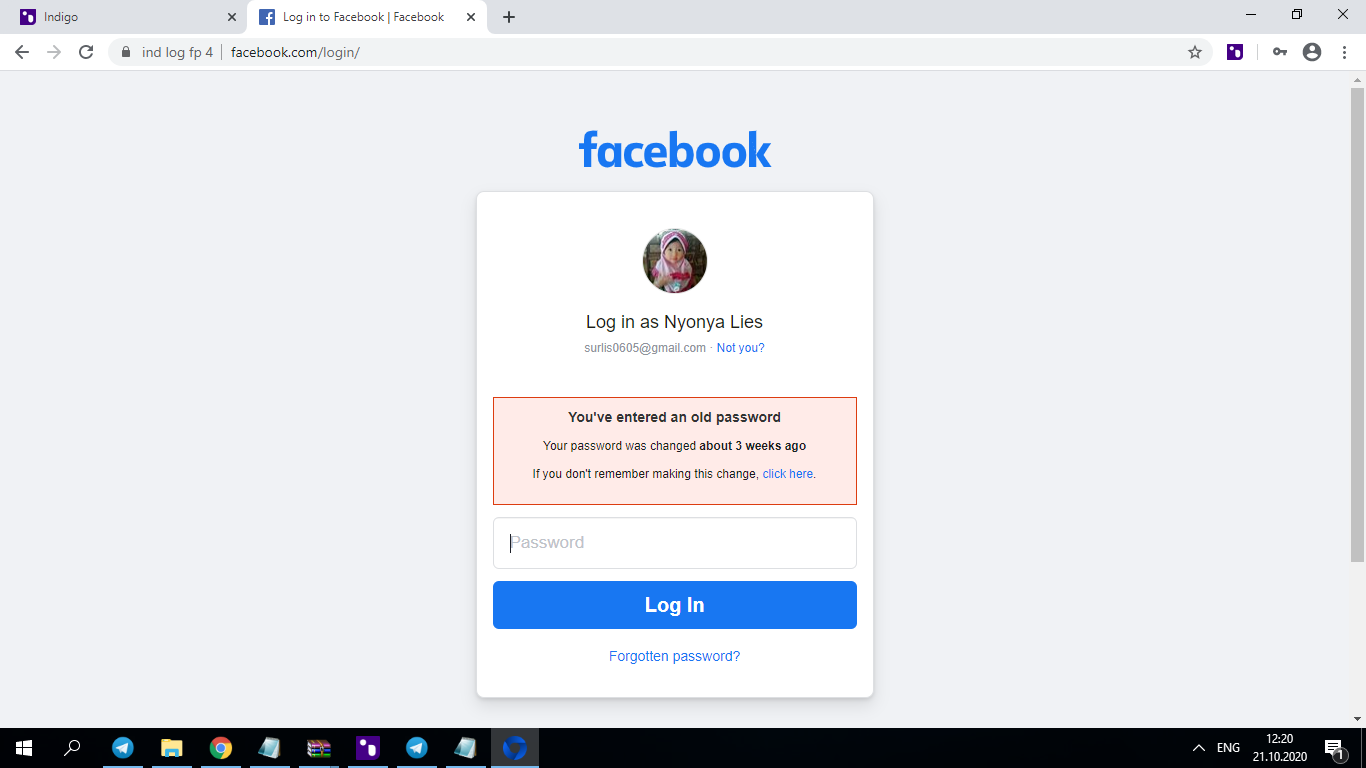 Indigo
Log in to Facebook | Facebook
ind log fp 4
facebook.com/login/
facebook
Log in as Nyonya Lies
surlis0605@gmail.com · Not you?
You've entered an old password
Your password was changed about 3 weeks ago
If you don't remember making this change, click here.
Password
Log In
Forgotten password?
ENG
12:20
21.10.2020
1